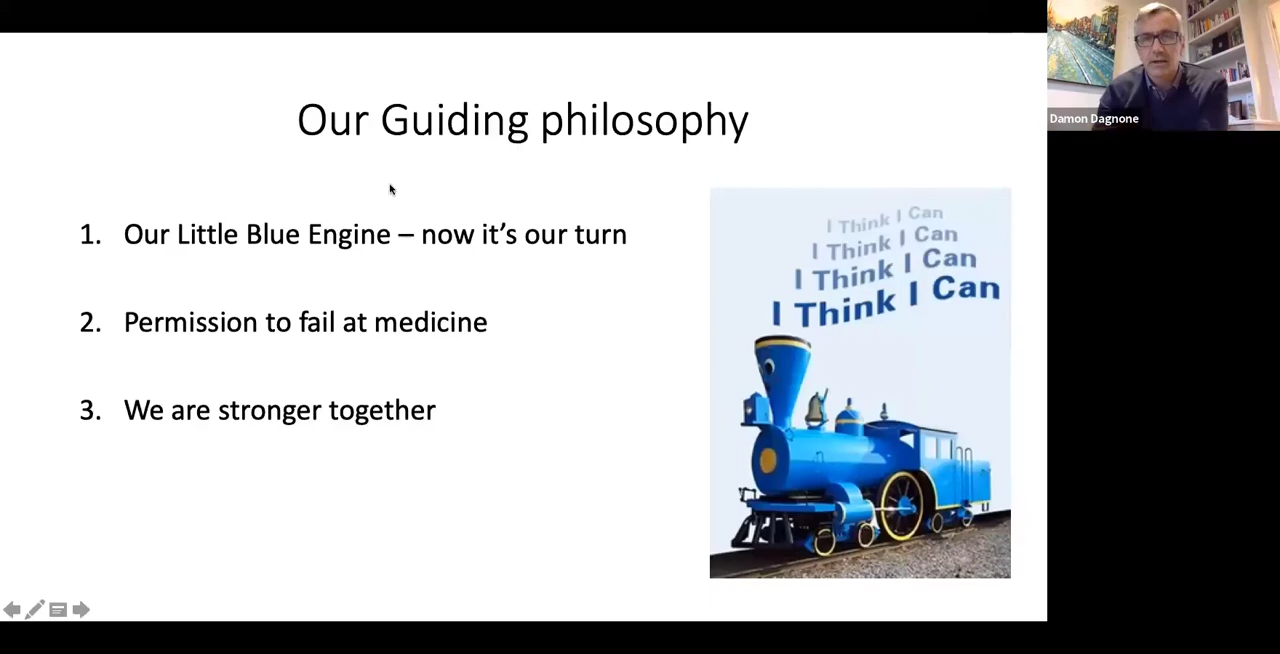 Our Guiding philosophy
1. Our Little Blue Engine – now it’s our turn
2. Permission to fail at medicine
3. We are stronger together
I Think I Can
I Think I Can
I Think I Can
I Think I Can
Damon Dagnone